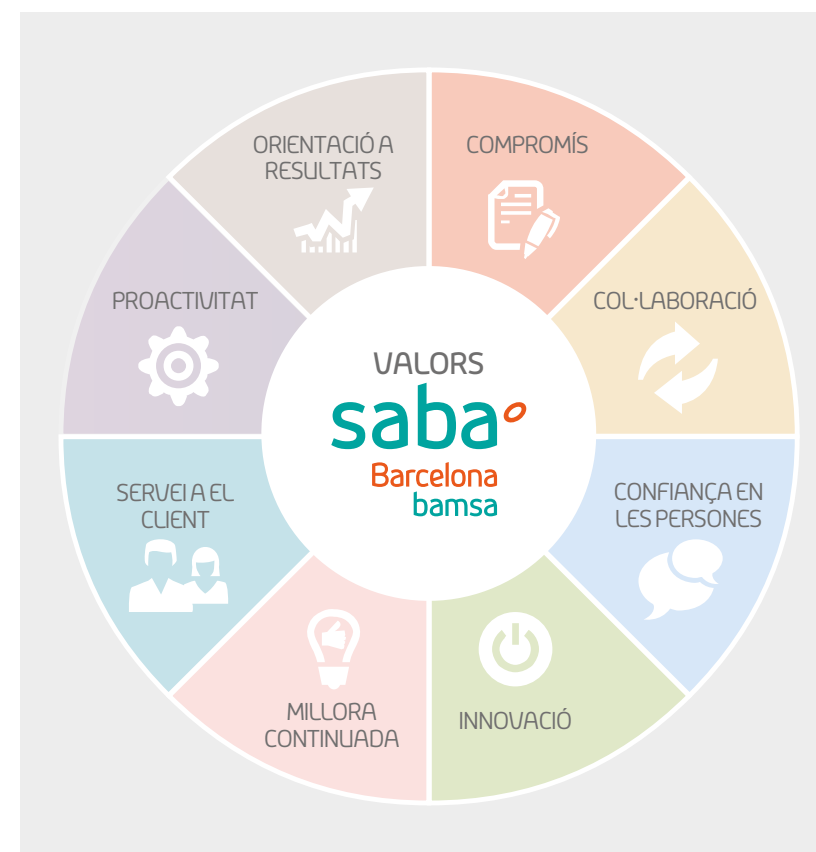 ORIENTACIÓ A
RESULTATS
COMPROMÍS
PROACTIVITAT
COL·LABORACIÓ
VALORS
saba
Barcelona
bamsa
SERVEI A EL
CLIENT
CONFIANÇA EN
LES PERSONES
MILLORA
CONTINUADA
INNOVACIÓ